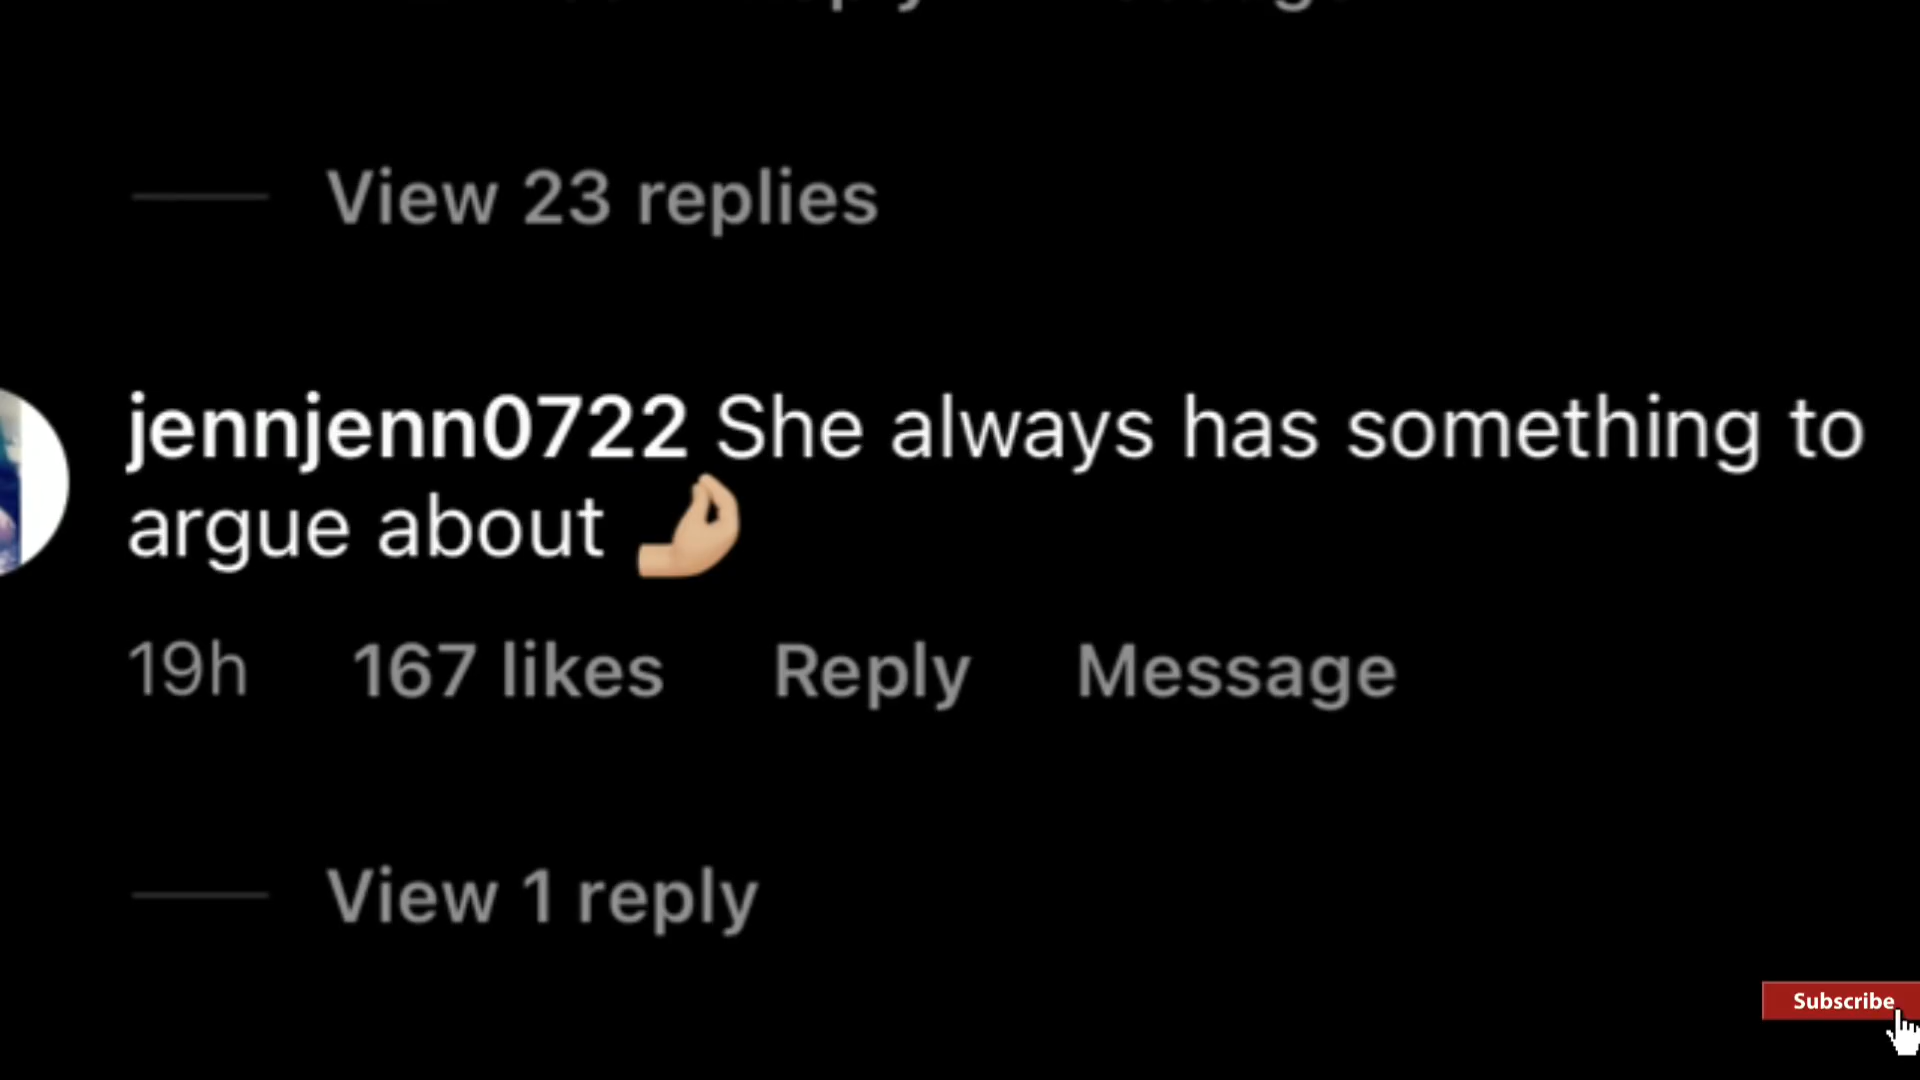 View 23 replies
jennjenn0722 She always has something to
argue about 🤌🏼
19h 167 likes Reply Message
View 1 reply
Subscribe